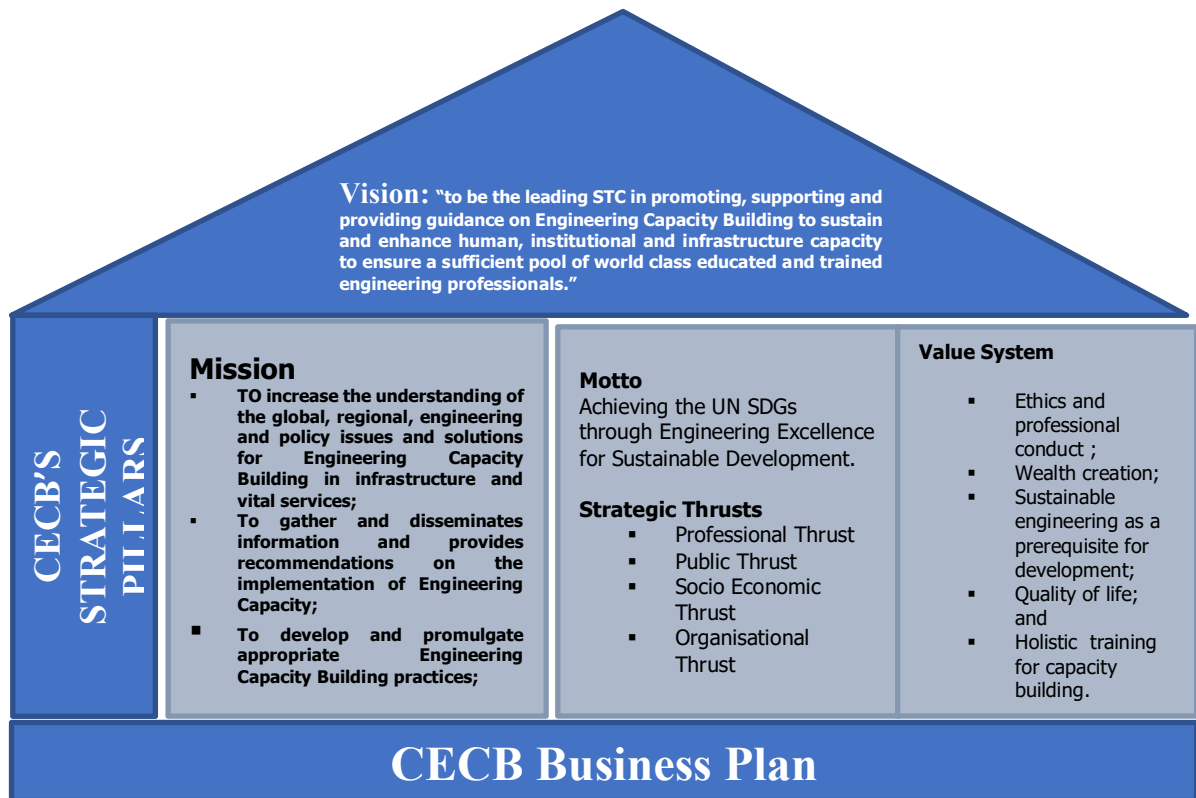 Vision: “to be the leading STC in promoting, supporting and
providing guidance on Engineering Capacity Building to sustain
and enhance human, institutional and infrastructure capacity
to ensure a sufficient pool of world class educated and trained
engineering professionals.”
CECB’S
STRATEGIC
PILLARS
Mission
▪ TO increase the understanding of
the global, regional, engineering
and policy issues and solutions
for Engineering Capacity
Building in infrastructure and
vital services;
▪ To gather and disseminates
information and provides
recommendations on the
implementation of Engineering
Capacity;
▪ To develop and promulgate
appropriate Engineering
Capacity Building practices;
Motto
Achieving the UN SDGs
through Engineering Excellence
for Sustainable Development.
Strategic Thrusts
▪ Professional Thrust
▪ Public Thrust
▪ Socio Economic
Thrust
▪ Organisational
Thrust
Value System
▪ Ethics and
professional
conduct ;
▪ Wealth creation;
▪ Sustainable
engineering as a
prerequisite for
development;
▪ Quality of life;
and
▪ Holistic training
for capacity
building.
CECB Business Plan